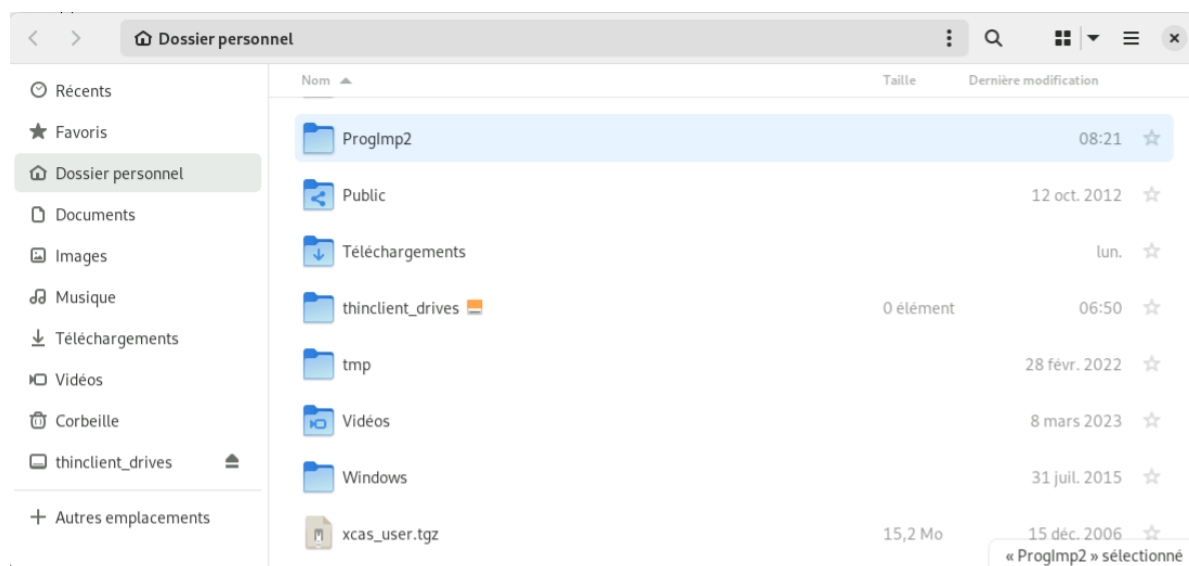 Dossier personnel
Récents
Favoris
Dossier personnel
Documents
Images
Musique
Téléchargements
Vidéos
Corbeille
thinclient_drives
Autres emplacements
Nom Taille Dernière modification
ProgImp2 08:21
Public 12 oct. 2012
Téléchargements lun.
thinclient_drives 0 élément 06:50
tmp 28 févr. 2022
Vidéos 8 mars 2023
Windows 31 juil. 2015
xcas_user.tgz 15,2 Mo 15 déc. 2006
« ProgImp2 » sélectionné